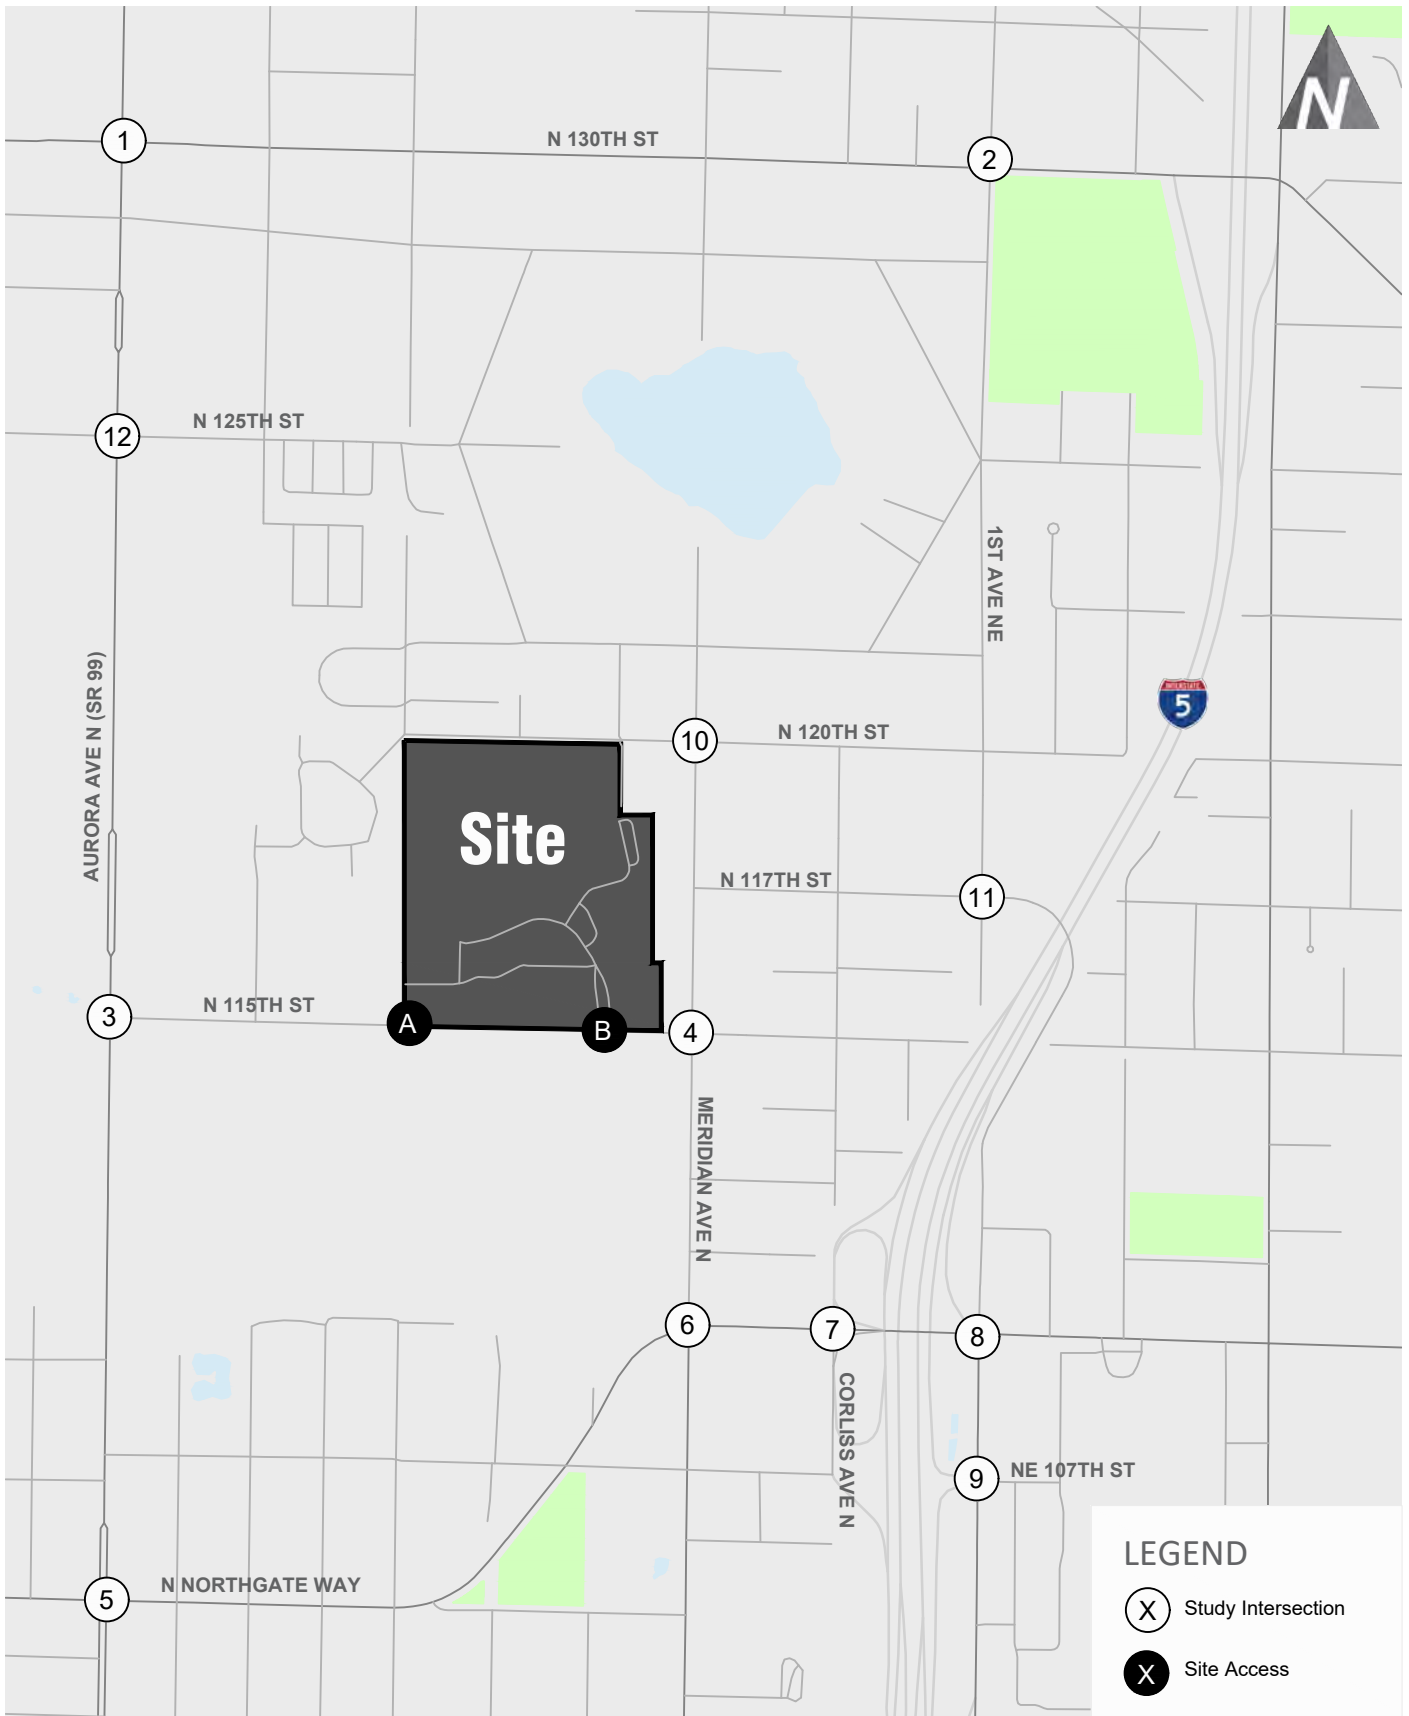 N
1
N 130TH ST
2
12
N 125TH ST
1ST AVE NE
AURORA AVE N (SR 99)
INTERSTATE
5
10
N 120TH ST
Site
N 117TH ST
11
3
N 115TH ST
A
B
4
MERIDIAN AVE N
6
7
8
CORLISS AVE N
9
NE 107TH ST
5
N NORTHGATE WAY
LEGEND
X Study Intersection
X Site Access